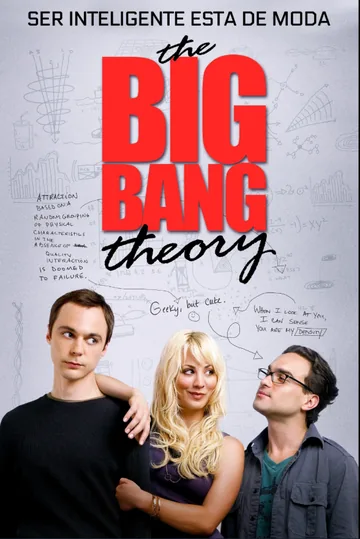 SER INTELIGENTE ESTA DE MODA
the
BIG
BANG
theory
ATTRACTION
BASED ON A
RANDOM GROUPING
OF PHYSICAL
CHARACTERISTICS
IN THE
ABSENCE OF
QUALITY
INTERACTION
IS DOOMED
TO FAILURE.
Geeky, but cute.
WHEN I LOOK AT YOU,
I CAN SENSE
YOU ARE MY DENSITY